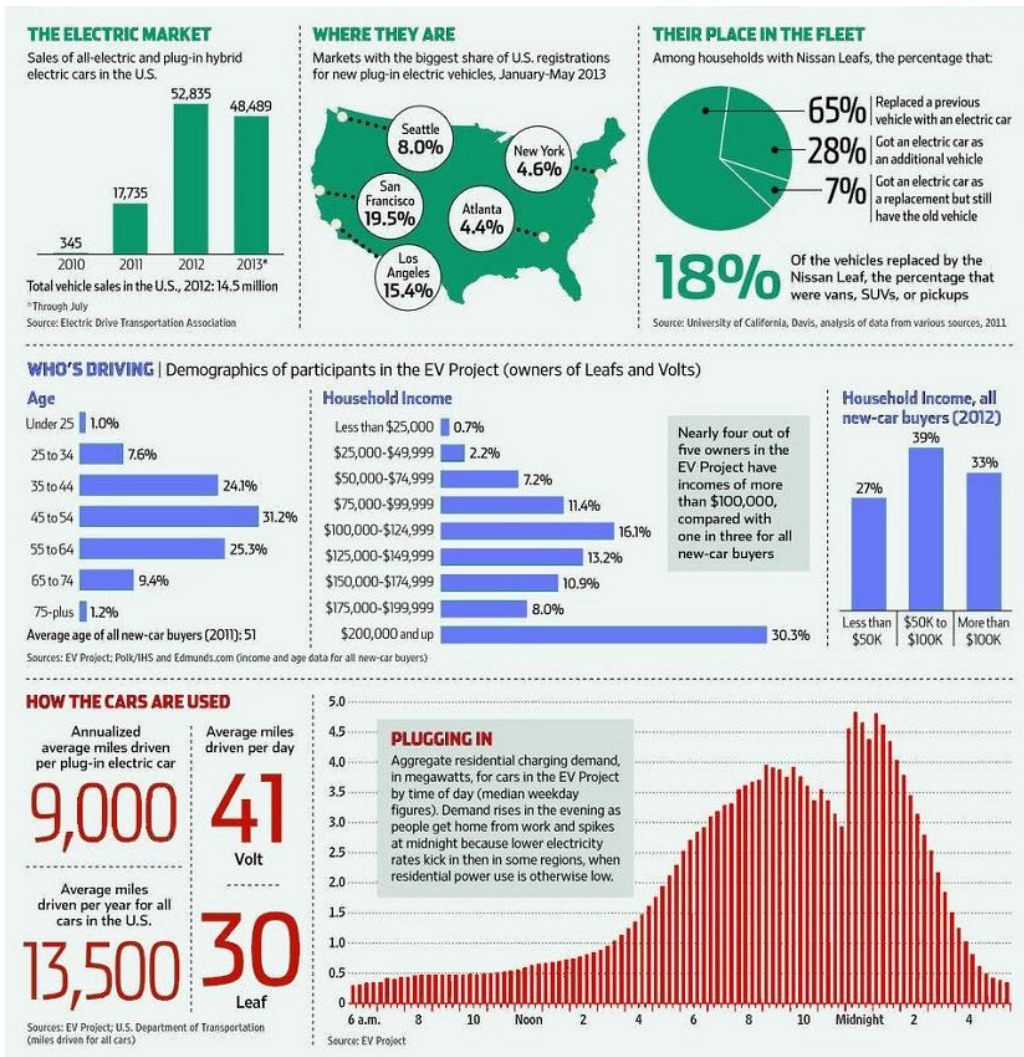 THE ELECTRIC MARKET
Sales of all-electric and plug-in hybrid
electric cars in the U.S.
52,835
48,489
17,735
345
2010
2011
2012
2013*
Total vehicle sales in the U.S., 2012: 14.5 million
*Through July
Source: Electric Drive Transportation Association
WHERE THEY ARE
Markets with the biggest share of U.S. registrations
for new plug-in electric vehicles, January-May 2013
Seattle
8.0%
New York
4.6%
San
Francisco
19.5%
Atlanta
4.4%
Los
Angeles
15.4%
THEIR PLACE IN THE FLEET
Among households with Nissan Leafs, the percentage that:
65%
Replaced a previous
vehicle with an electric car
28%
Got an electric car as
an additional vehicle
7%
Got an electric car as
a replacement but still
have the old vehicle
18%
Of the vehicles replaced by the
Nissan Leaf, the percentage that
were vans, SUVs, or pickups
Source: University of California, Davis, analysis of data from various sources, 2011
WHO'S DRIVING | Demographics of participants in the EV Project (owners of Leafs and Volts)
Age
Under 25 1.0%
25 to 34 7.6%
35 to 44 24.1%
45 to 54 31.2%
55 to 64 25.3%
65 to 74 9.4%
75-plus 1.2%
Average age of all new-car buyers (2011): 51
Sources: EV Project; Polk/IHS and Edmunds.com (income and age data for all new-car buyers)
Household Income
Less than $25,000 0.7%
$25,000-$49,999 2.2%
$50,000-$74,999 7.2%
$75,000-$99,999 11.4%
$100,000-$124,999 16.1%
$125,000-$149,999 13.2%
$150,000-$174,999 10.9%
$175,000-$199,999 8.0%
$200,000 and up 30.3%
Nearly four out of
five owners in the
EV Project have
incomes of more
than $100,000,
compared with
one in three for all
new-car buyers
Household Income, all
new-car buyers (2012)
39%
33%
27%
Less than
$50K
$50K to
$100K
More than
$100K
HOW THE CARS ARE USED
Annualized
average miles driven
per plug-in electric car
9,000
Average miles
driven per day
41
Volt
Average miles
driven per year for all
cars in the U.S.
13,500
30
Leaf
Sources: EV Project; U.S. Department of Transportation
(miles driven for all cars)
PLUGGING IN
Aggregate residential charging demand,
in megawatts, for cars in the EV Project
by time of day (median weekday
figures). Demand rises in the evening as
people get home from work and spikes
at midnight because lower electricity
rates kick in then in some regions, when
residential power use is otherwise low.
5.0
4.5
4.0
3.5
3.0
2.5
2.0
1.5
1.0
0.5
0
6 a.m. 8 10 Noon 2 4 6 8 10 Midnight 2 4
Source: EV Project